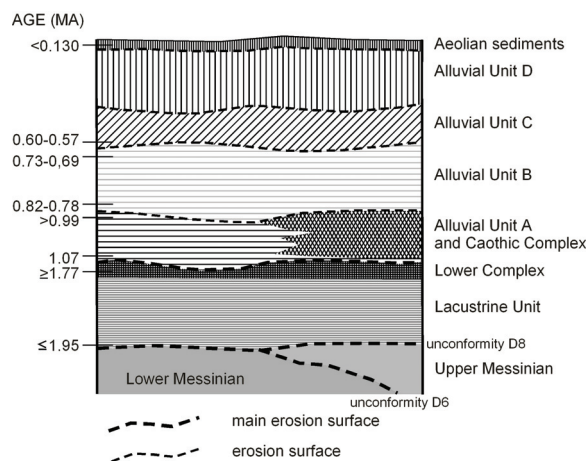 AGE (MA)
<0.130
0.60-0.57
0.73-0,69
0.82-0.78
>0.99
1.07
≥1.77
≤1.95
Aeolian sediments
Alluvial Unit D
Alluvial Unit C
Alluvial Unit B
Alluvial Unit A
and Caothic Complex
Lower Complex
Lacustrine Unit
unconformity D8
Upper Messinian
Lower Messinian
unconformity D6
main erosion surface
erosion surface